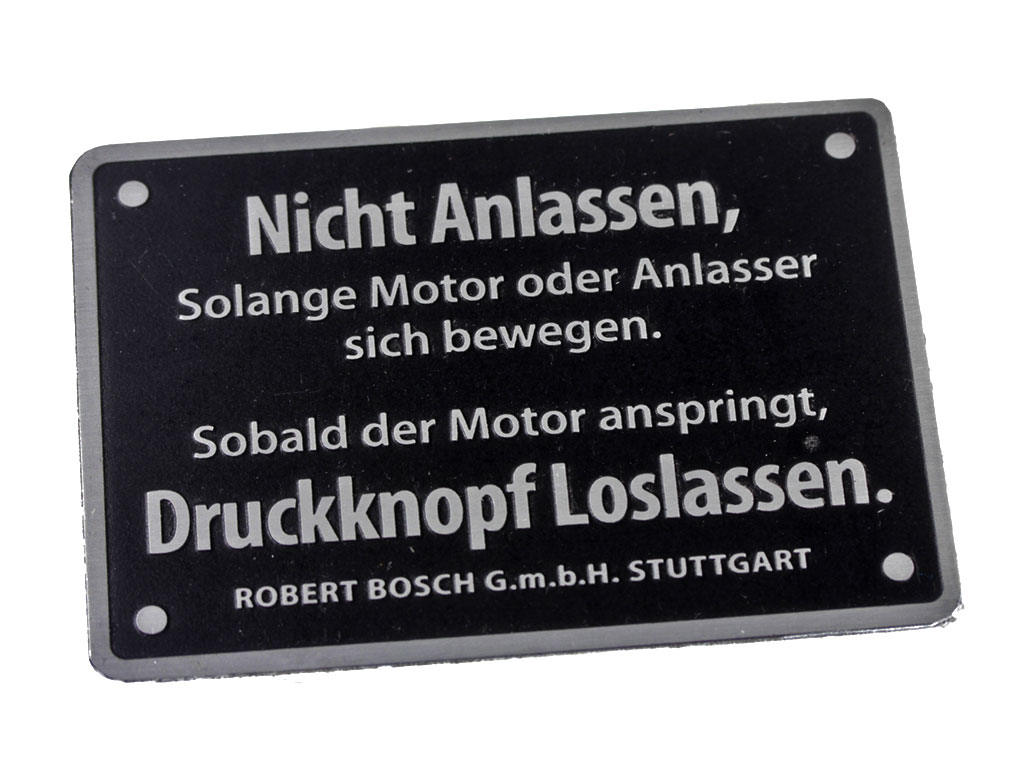 Nicht Anlassen,
Solange Motor oder Anlasser
sich bewegen.
Sobald der Motor anspringt,
Druckknopf Loslassen.
ROBERT BOSCH G.m.b.H. STUTTGART